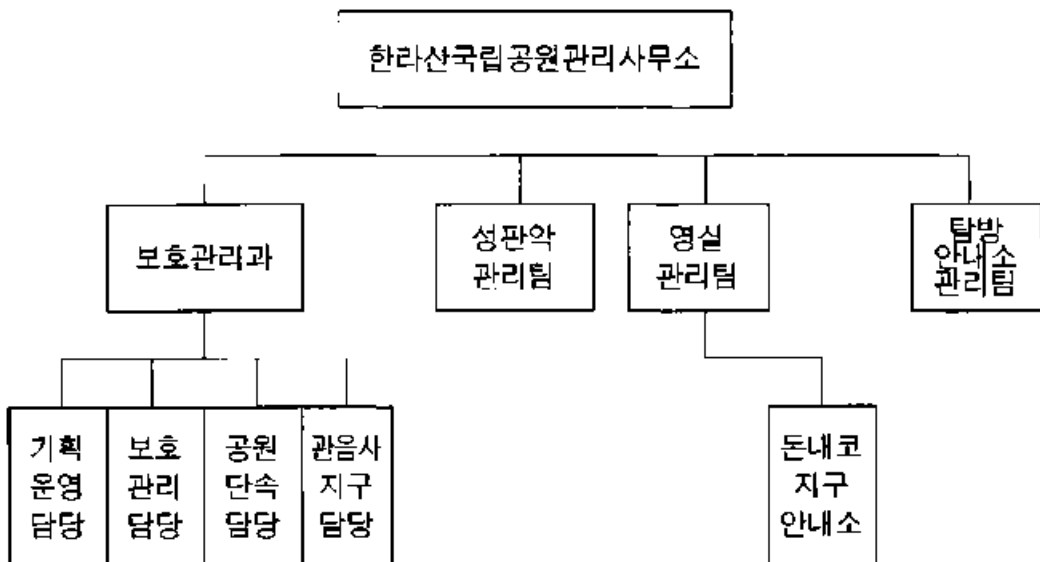 한라산국립공원관리사무소
보호관리과
성판악
관리팀
영실
관리팀
탐방
안내소
관리팀
기획
운영
담당
보호
관리
담당
공원
단속
담당
관음사
지구
담당
돈내코
지구
안내소